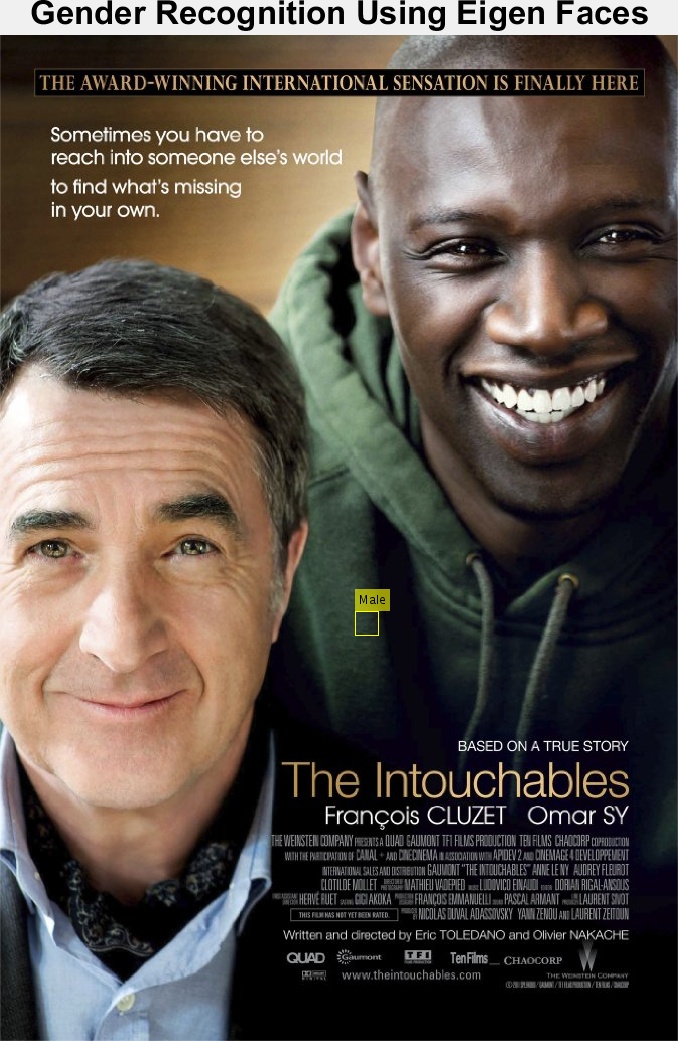 Gender Recognition Using Eigen Faces
THE AWARD-WINNING INTERNATIONAL SENSATION IS FINALLY HERE
Sometimes you have to
reach into someone else's world
to find what's missing
in your own.
Male
BASED ON A TRUE STORY
The Intouchables
François CLUZET Omar SY
THE WEINSTEIN COMPANY PRESENTS A QUAD GAUMONT TF1 FILMS PRODUCTION TEN FILMS CHAOCORP COPRODUCTION
WITH THE PARTICIPATION OF CANAL + AND CINECINEMA IN ASSOCIATION WITH APIDEV 2 AND CINEMAGE 4 DEVELOPPEMENT
INTERNATIONAL SALES AND DISTRIBUTION GAUMONT "THE INTOUCHABLES" ANNE LE NY AUDREY FLEUROT
CLOTILDE MOLLET MATHIEU VADEPIED LUDOVICO EINAUDI DORIAN RIGAL-ANSOUS
HERVÉ RUET CASTING GIGI AKOKA FRANÇOIS EMMANUELLI SOUND PASCAL ARMANT LAURENT SIVOT
THIS FILM HAS NOT YET BEEN RATED. NICOLAS DUVAL ADASSOVSKY YANN ZENOU AND LAURENT ZEITOUN
Written and directed by Eric TOLEDANO and Olivier NAKACHE
QUAD Gaumont TF1 TenFilms CHAOCORP W
www.theintouchables.com THE WEINSTEIN COMPANY